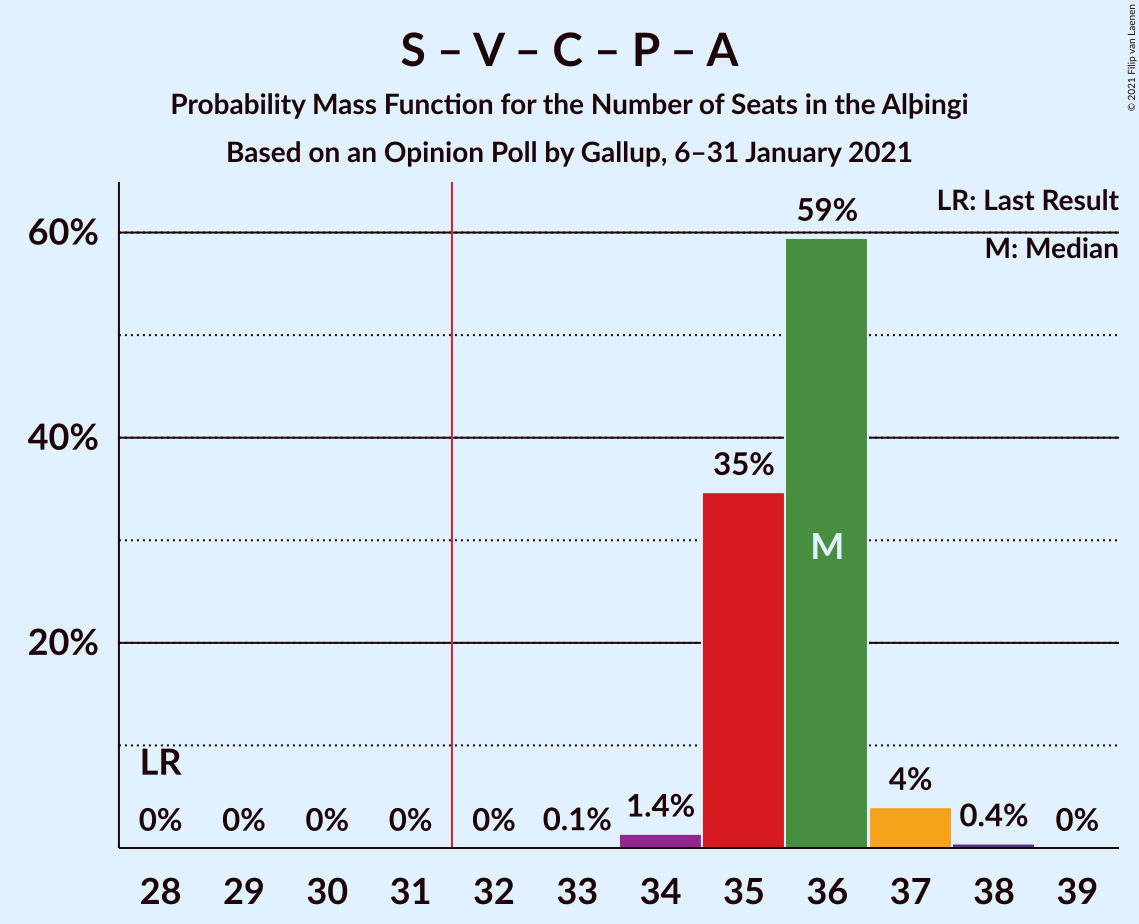 S – V – C – P – A
Probability Mass Function for the Number of Seats in the Alþingi
Based on an Opinion Poll by Gallup, 6–31 January 2021
© 2021 Filip van Laenen
LR: Last Result
M: Median
60%
40%
20%
59%
35%
M
LR
0%
0%
0%
0%
0%
0.1%
1.4%
4%
0.4%
0%
28 29 30 31 32 33 34 35 36 37 38 39